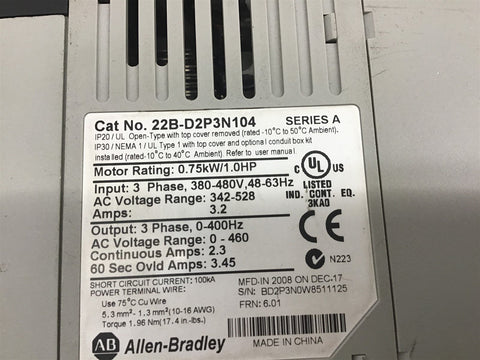 Cat No. 22B-D2P3N104 SERIES A
IP20 / UL Open-Type with top cover removed (rated -10°C to 50°C Ambient).
IP30 / NEMA 1 / UL Type 1 with top cover and optional conduit box kit
installed (rated-10°C to 40°C Ambient). Refer to user manual
Motor Rating: 0.75kW/1.0HP
Input: 3 Phase, 380-480V,48-63Hz
AC Voltage Range: 342-528
Amps: 3.2
Output: 3 Phase, 0-400Hz
AC Voltage Range: 0 - 460
Continuous Amps: 2.3
60 Sec Ovld Amps: 3.45
C UL US
LISTED
IND. CONT. EQ.
3KA0
N223
SHORT CIRCUIT CURRENT: 100kA
POWER TERMINAL WIRE:
Use 75°C Cu Wire
5.3 mm²- 1.3 mm²(10-16 AWG)
Torque 1.96 Nm(17.4 in.-lbs.)
MFD-IN 2008 ON DEC-17
S/N: BD2P3N0W8511125
FRN: 6.01
AB Allen-Bradley
MADE IN CHINA